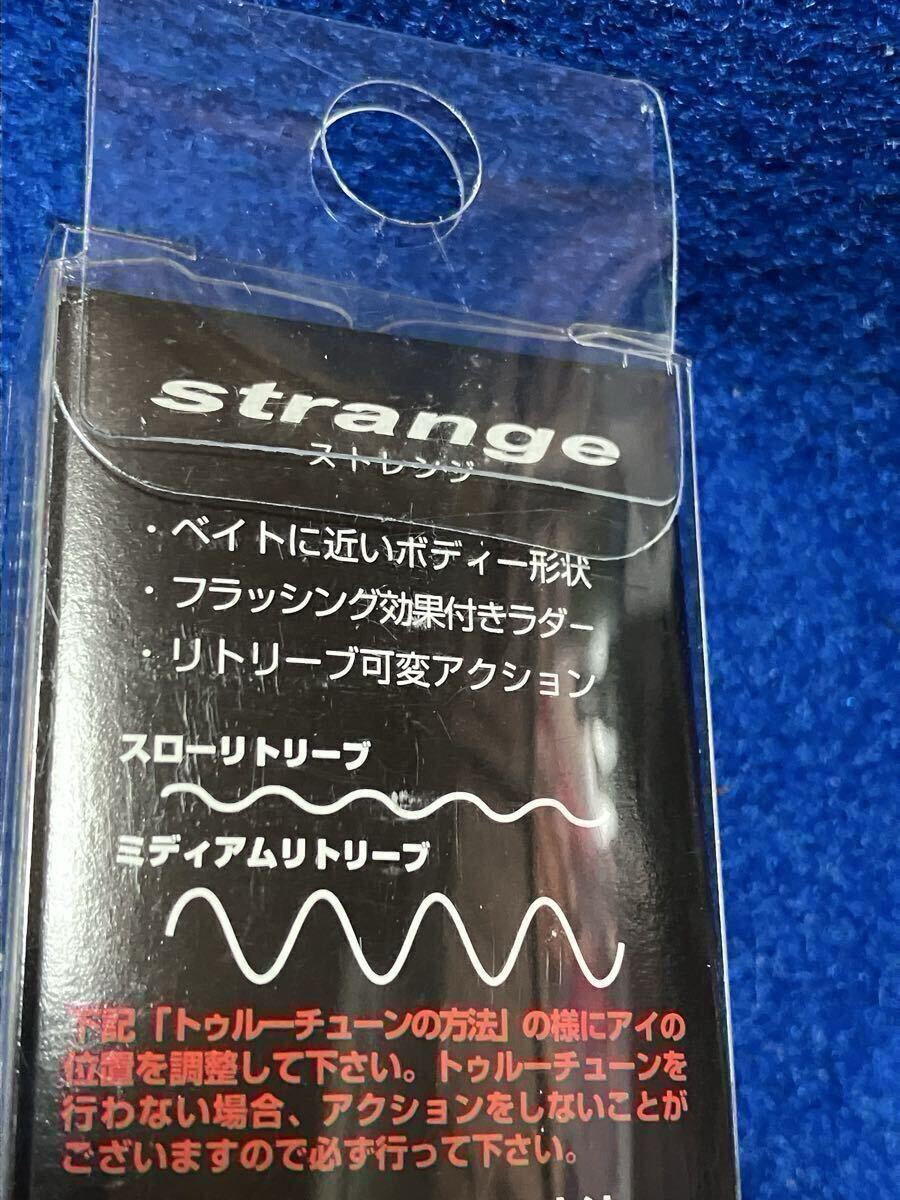 strange
ストレンジ
・ベイトに近いボディー形状
・フラッシング効果付きラダー
・リトリーブ可変アクション
スローリトリーブ
ミディアムリトリーブ
下記「トゥルーチューンの方法」の様にアイの
位置を調整して下さい。トゥルーチューンを
行わない場合、アクションをしないことが
ございますので必ず行って下さい。